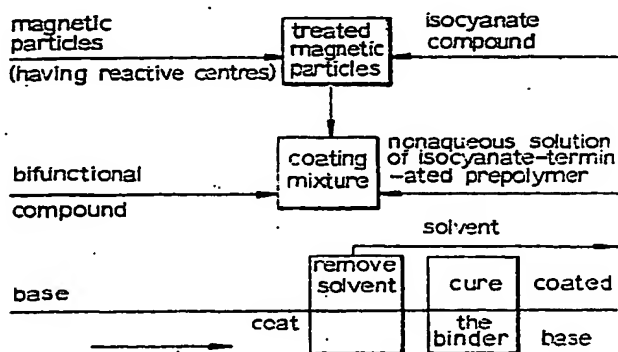 magnetic
particles
(having reactive centres)
treated
magnetic
particles
isocyanate
compound
bifunctional
compound
coating
mixture
nonaqueous solution
of isocyanate-termin
-ated prepolymer
solvent
base
coat
remove
solvent
cure
the
binder
coated
base